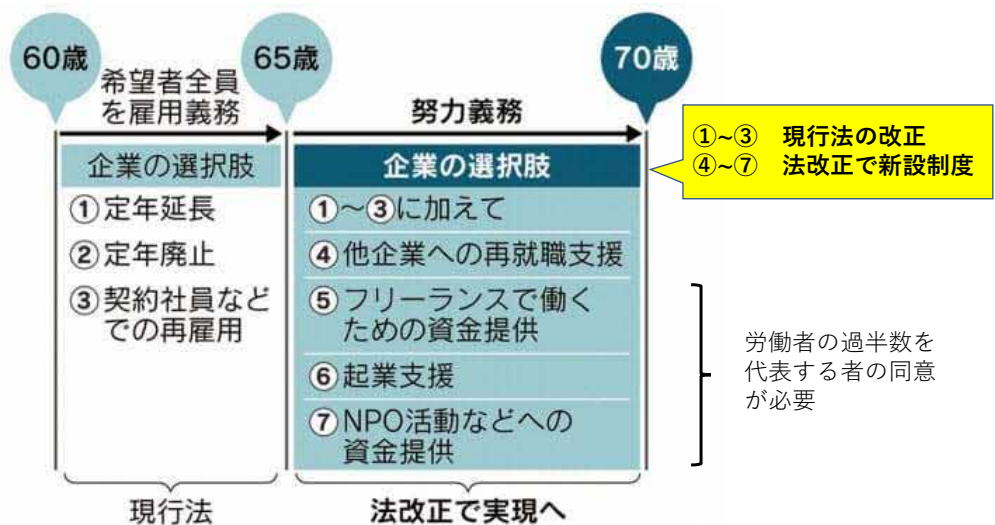 60歳
65歳
70歳
希望者全員
を雇用義務
努力義務
企業の選択肢
①定年延長
②定年廃止
③契約社員など
での再雇用
企業の選択肢
①～③に加えて
④他企業への再就職支援
⑤フリーランスで働く
ための資金提供
⑥起業支援
⑦NPO活動などへの
資金提供
現行法
法改正で実現へ
①~③　現行法の改正
④~⑦　法改正で新設制度
労働者の過半数を
代表する者の同意
が必要